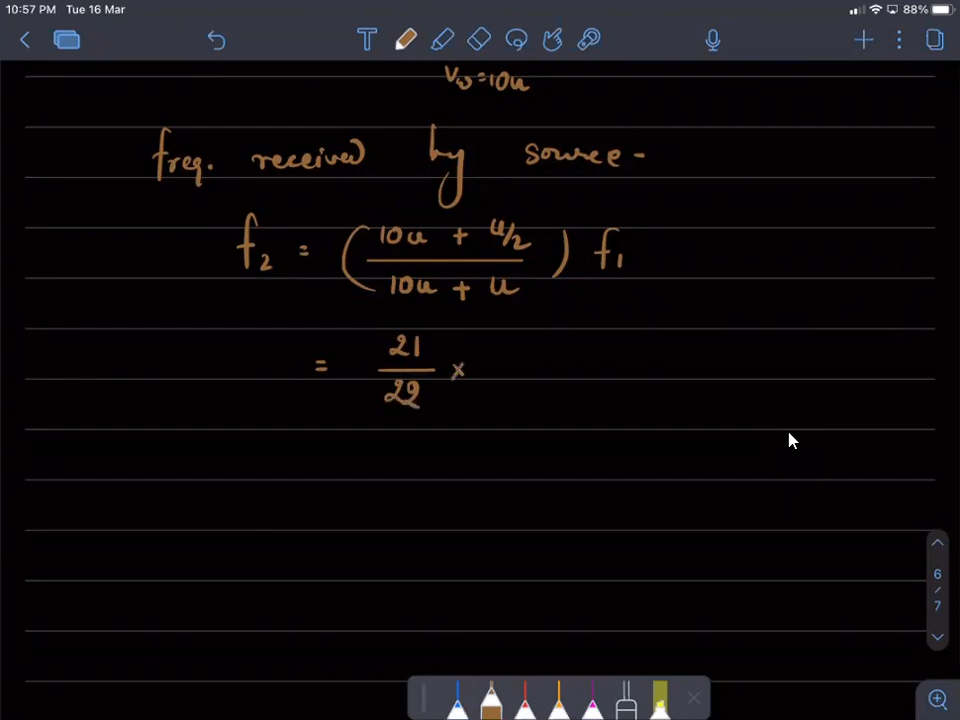 10:57 PM Tue 16 Mar 88%
T
Vω=10u
freq. received by source -
f₂ = ( 10u + u/2 / 10u + u ) f₁
= 21/22 ×
6 / 7